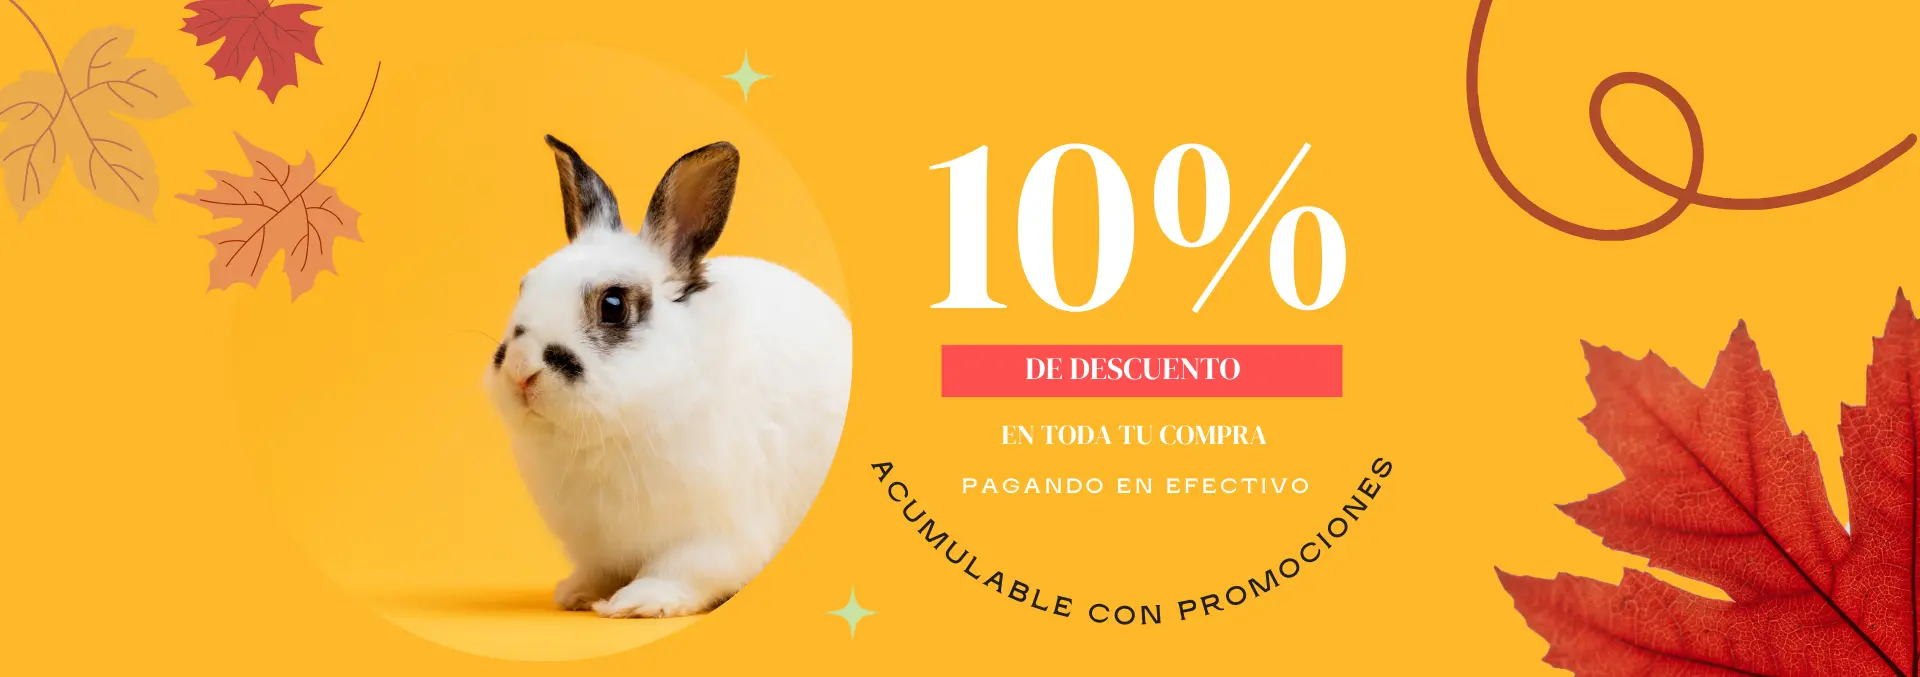 10%
DE DESCUENTO
EN TODA TU COMPRA
PAGANDO EN EFECTIVO
ACUMULABLE CON PROMOCIONES